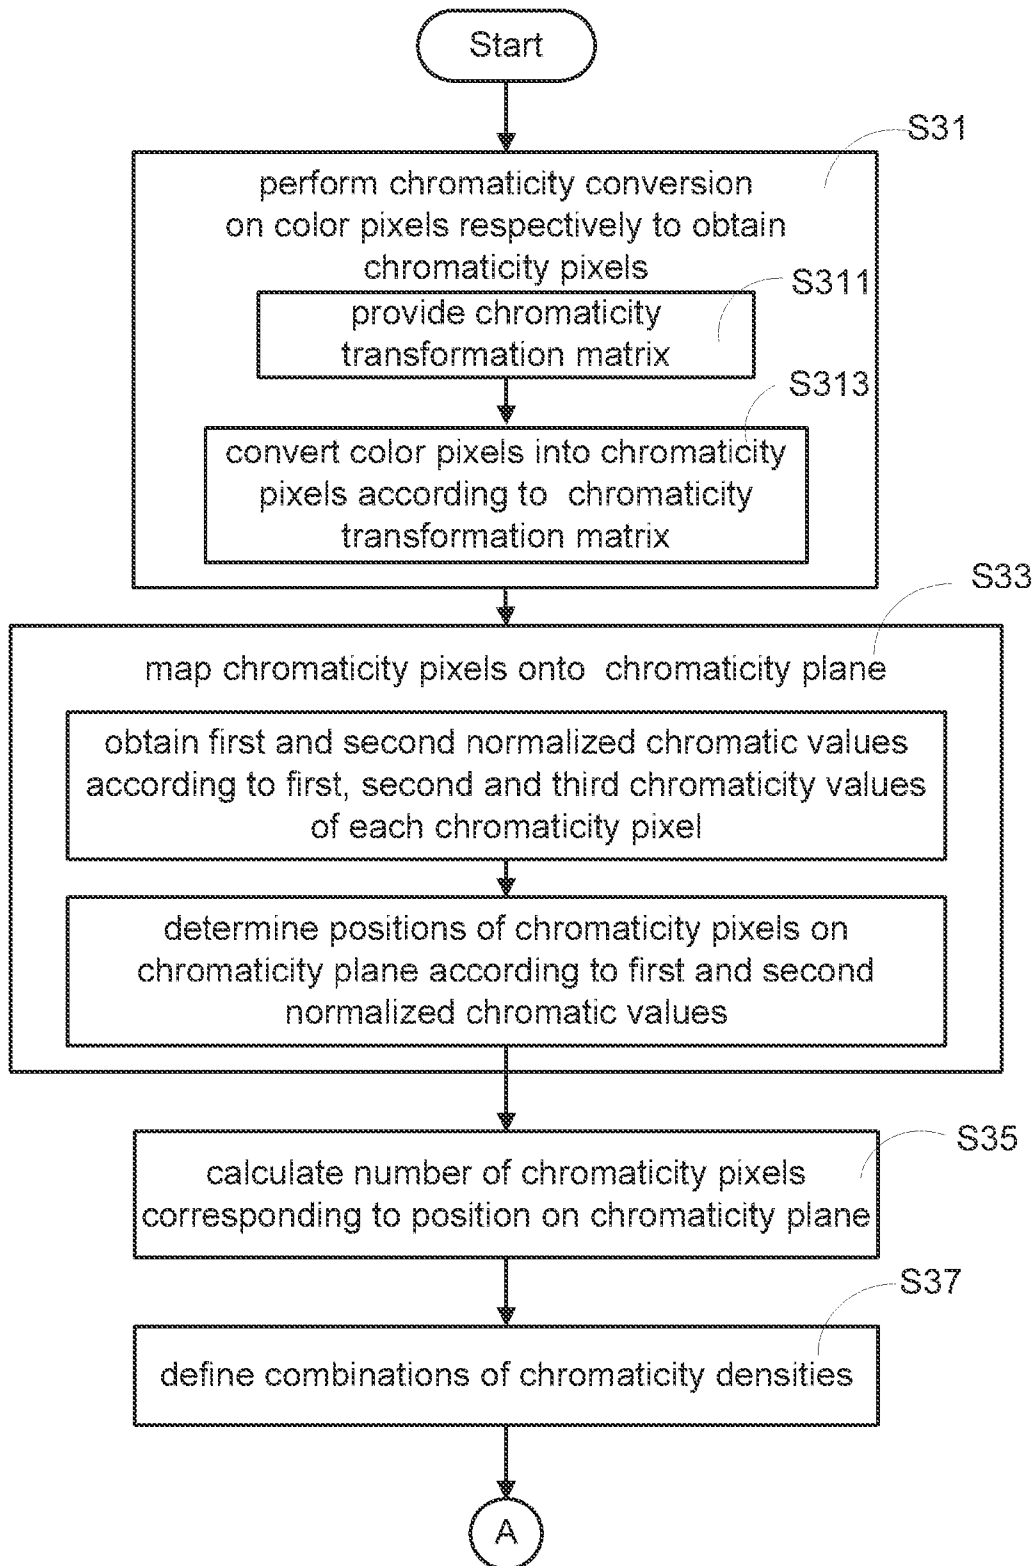 Start
S31
perform chromaticity conversion
on color pixels respectively to obtain
chromaticity pixels
S311
provide chromaticity
transformation matrix
S313
convert color pixels into chromaticity
pixels according to chromaticity
transformation matrix
S33
map chromaticity pixels onto chromaticity plane
obtain first and second normalized chromatic values
according to first, second and third chromaticity values
of each chromaticity pixel
determine positions of chromaticity pixels on
chromaticity plane according to first and second
normalized chromatic values
S35
calculate number of chromaticity pixels
corresponding to position on chromaticity plane
S37
define combinations of chromaticity densities
A